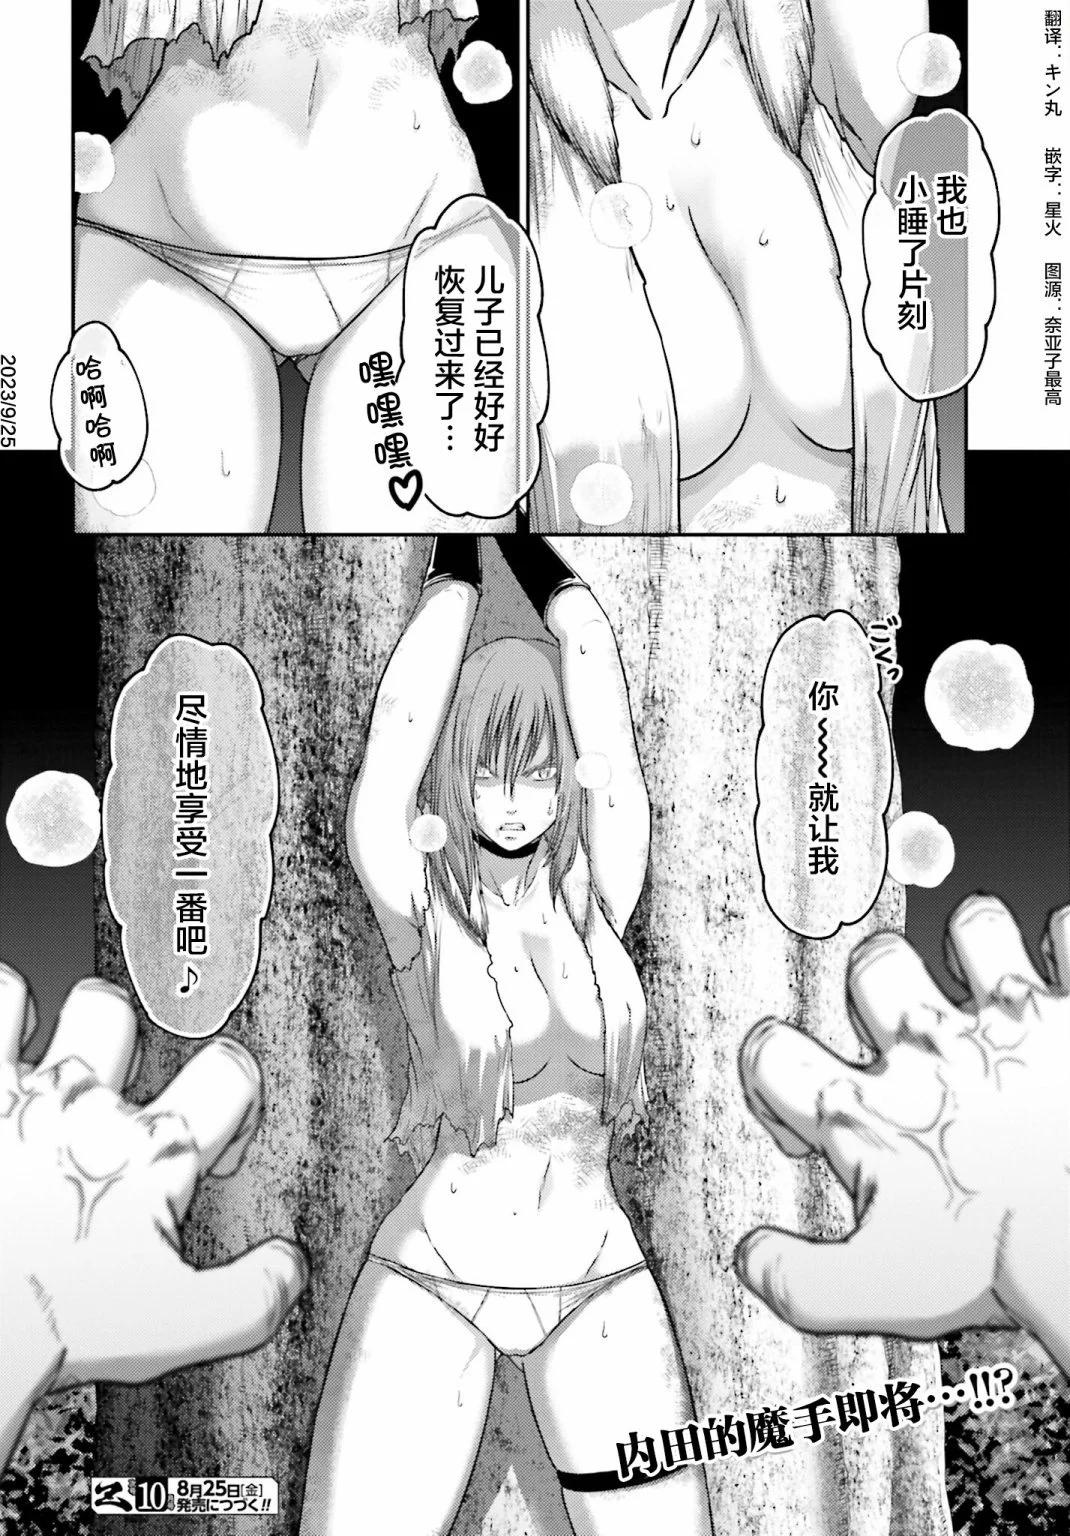 翻译：キン丸　嵌字：星火　图源：奈亚子最高
我也
小睡了片刻
儿子已经好好
恢复过来了…
嘿嘿嘿♡
哈啊哈啊
2023/9/25
ごくっ
你～～就让我
尽情地享受一番吧♪
内田的魔手即将……!!?
10
8月25日[金]
発売につづく!!